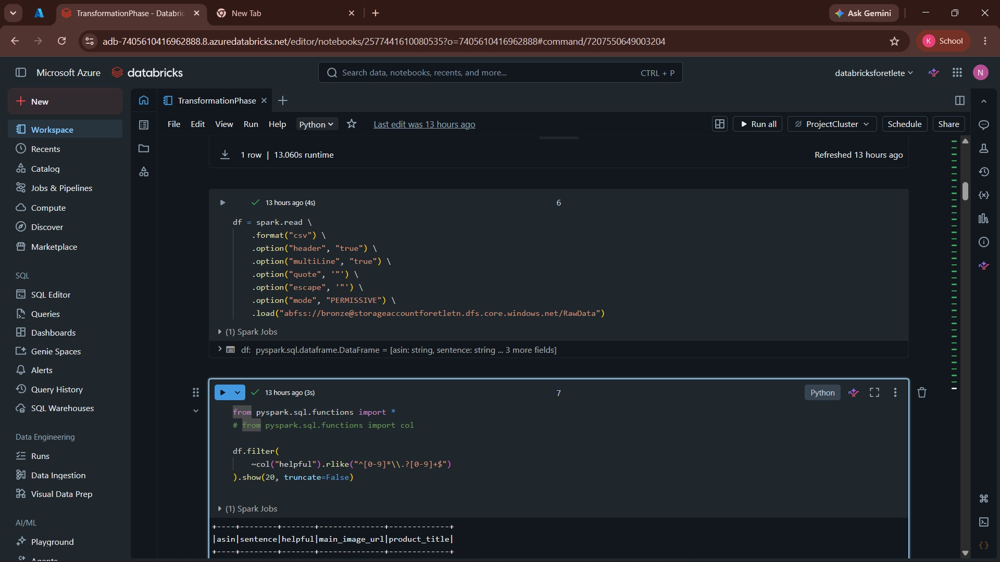 TransformationPhase - Databric
New Tab
Ask Gemini
adb-7405610416962888.8.azuredatabricks.net/editor/notebooks/2577441610080535?o=7405610416962888#command/7207550649003204
K School
Microsoft Azure databricks
Search data, notebooks, recents, and more... CTRL + P
databricksforetlete
N
New
Workspace
Recents
Catalog
Jobs & Pipelines
Compute
Discover
Marketplace
SQL
SQL Editor
Queries
Dashboards
Genie Spaces
Alerts
Query History
SQL Warehouses
Data Engineering
Runs
Data Ingestion
Visual Data Prep
AI/ML
Playground
Agents
TransformationPhase
File Edit View Run Help Python Last edit was 13 hours ago
Run all ProjectCluster Schedule Share
1 row | 13.060s runtime Refreshed 13 hours ago
13 hours ago (4s) 6
df = spark.read \
.format("csv") \
.option("header", "true") \
.option("multiLine", "true") \
.option("quote", '"') \
.option("escape", '"') \
.option("mode", "PERMISSIVE") \
.load("abfss://bronze@storageaccountforetletn.dfs.core.windows.net/RawData")
(1) Spark Jobs
df: pyspark.sql.dataframe.DataFrame = [asin: string, sentence: string ... 3 more fields]
13 hours ago (3s) 7 Python
from pyspark.sql.functions import *
# from pyspark.sql.functions import col
df.filter(
~col("helpful").rlike("^[0-9]*\\.?[0-9]+$")
).show(20, truncate=False)
(1) Spark Jobs
+----+--------+-------+--------------+-------------+
|asin|sentence|helpful|main_image_url|product_title|
+----+--------+-------+--------------+-------------+